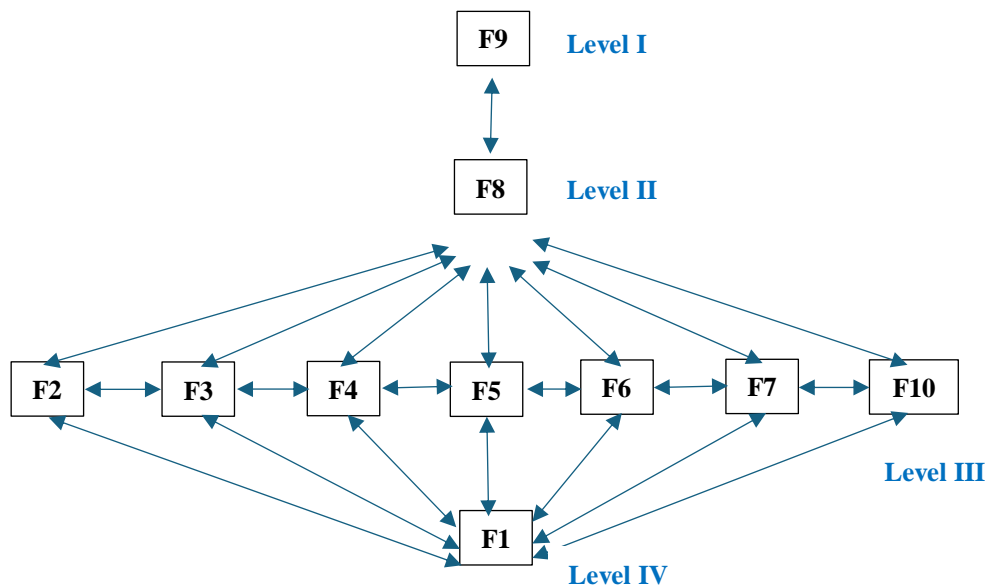 F9
Level I
F8
Level II
F2
F3
F4
F5
F6
F7
F10
Level III
F1
Level IV